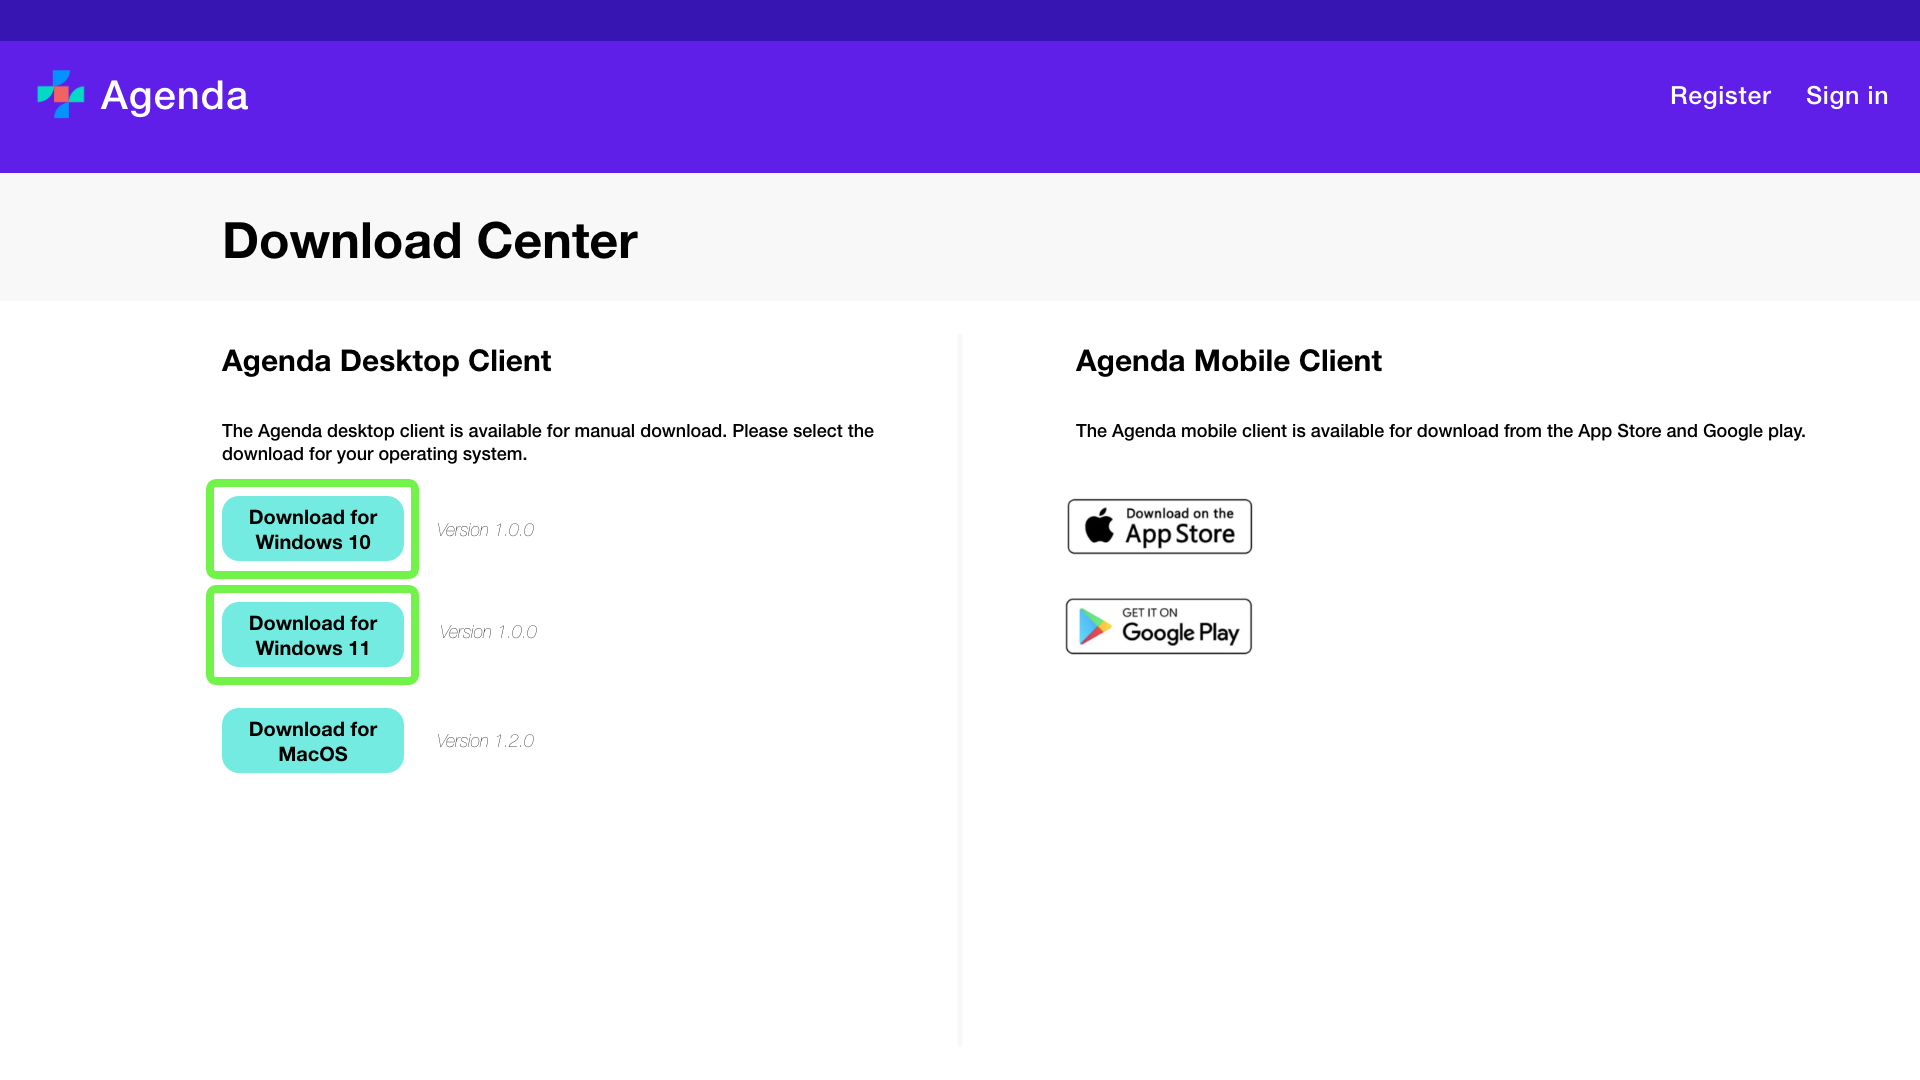 Agenda
Register
Sign in
Download Center
Agenda Desktop Client
The Agenda desktop client is available for manual download. Please select the
download for your operating system.
Download for
Windows 10
Version 1.0.0
Download for
Windows 11
Version 1.0.0
Download for
MacOS
Version 1.2.0
Agenda Mobile Client
The Agenda mobile client is available for download from the App Store and Google play.
Download on the
App Store
GET IT ON
Google Play